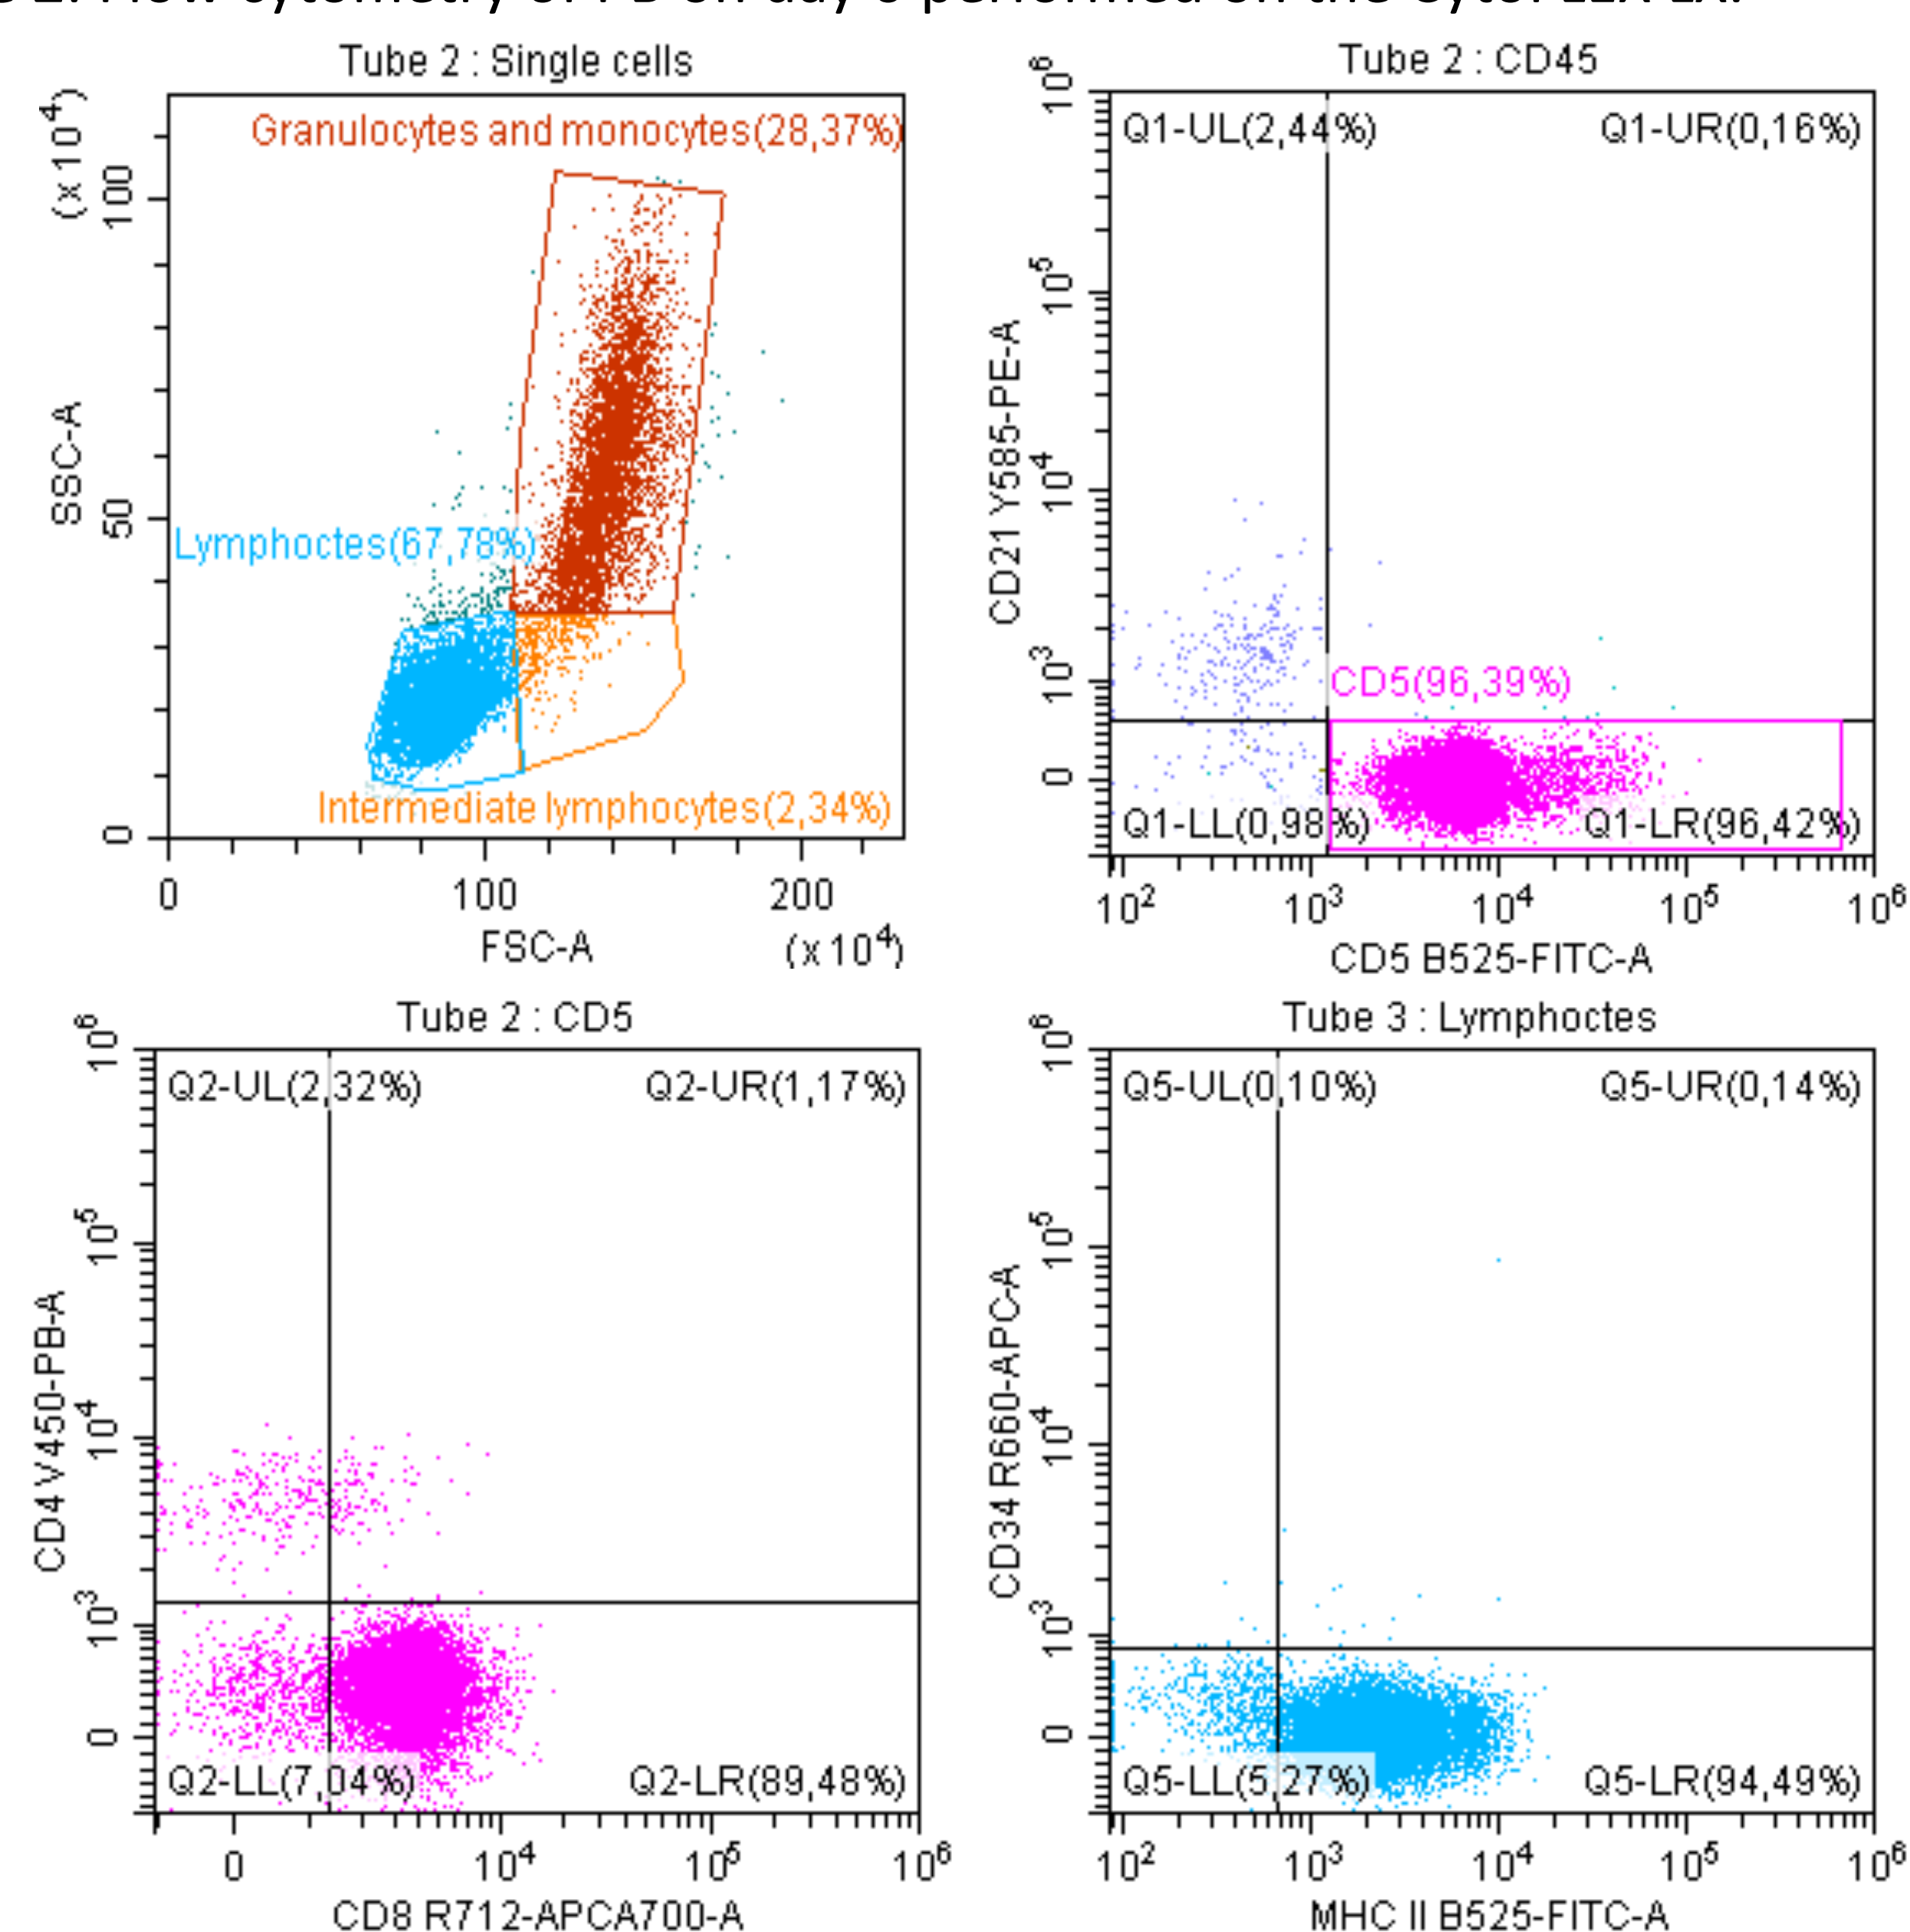 Tube 2 : Single cells
(x 10⁴)
100
50
0
SSC-A
Granulocytes and monocytes(28,37%)
Lymphoctes(67,78%)
Intermediate lymphocytes(2,34%)
0 100 200
FSC-A (x 10⁴)
Tube 2 : CD45
10⁶
10⁵
10⁴
10³
0
CD21 Y585-PE-A
Q1-UL(2,44%) Q1-UR(0,16%)
CD5(96,39%)
Q1-LL(0,98%) Q1-LR(96,42%)
10² 10³ 10⁴ 10⁵ 10⁶
CD5 B525-FITC-A
Tube 2 : CD5
10⁶
10⁵
10⁴
10³
0
CD4 V450-PB-A
Q2-UL(2,32%) Q2-UR(1,17%)
Q2-LL(7,04%) Q2-LR(89,48%)
0 10⁴ 10⁵ 10⁶
CD8 R712-APCA700-A
Tube 3 : Lymphoctes
10⁶
10⁵
10⁴
10³
0
CD34 R660-APC-A
Q5-UL(0,10%) Q5-UR(0,14%)
Q5-LL(5,27%) Q5-LR(94,49%)
10² 10³ 10⁴ 10⁵ 10⁶
MHC II B525-FITC-A